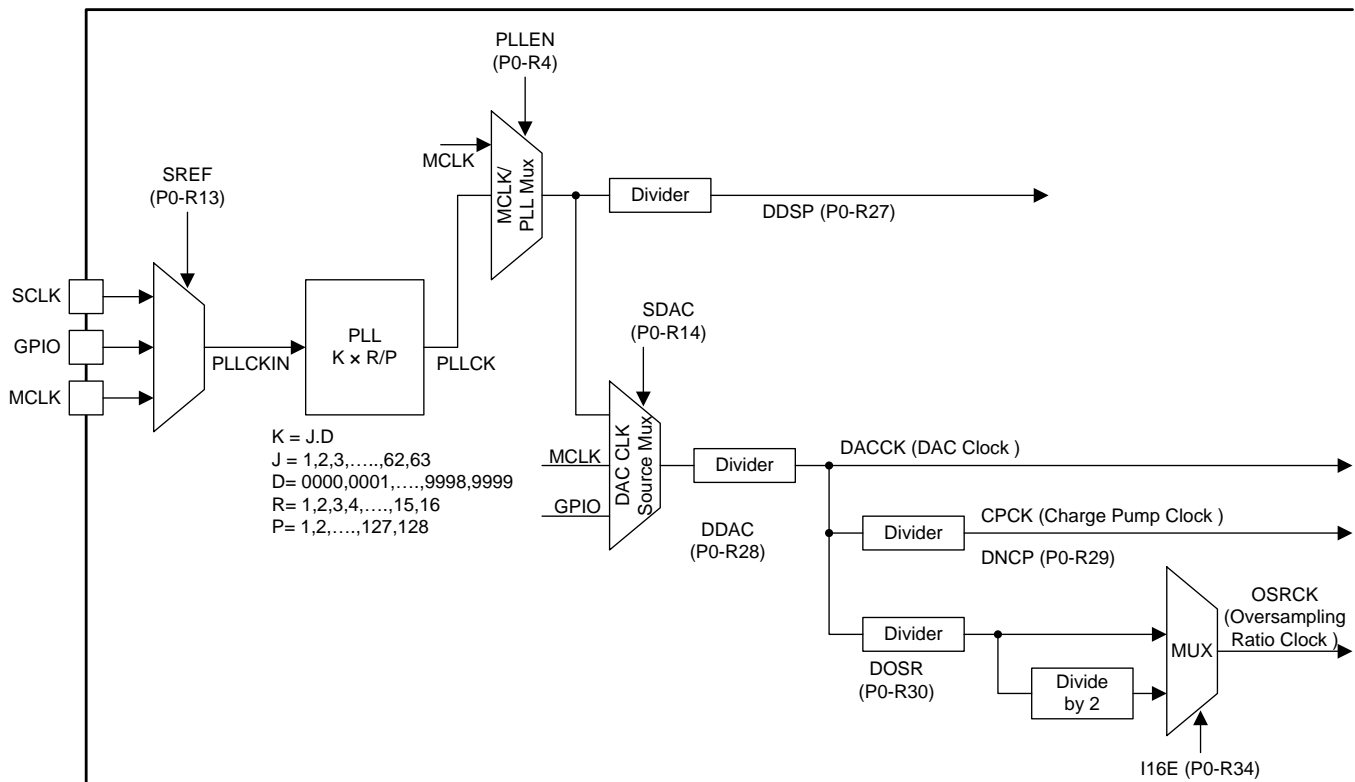 PLLEN
(P0-R4)
MCLK
MCLK/
PLL Mux
SREF
(P0-R13)
Divider
DDSP (P0-R27)
SCLK
GPIO
MCLK
PLLCKIN
PLL
K × R/P
PLLCK
SDAC
(P0-R14)
K = J.D
J = 1,2,3,…..,62,63
D= 0000,0001,….,9998,9999
R= 1,2,3,4,….,15,16
P= 1,2,….,127,128
MCLK
GPIO
DAC CLK
Source Mux
Divider
DDAC
(P0-R28)
DACCK (DAC Clock )
Divider
CPCK (Charge Pump Clock )
DNCP (P0-R29)
Divider
DOSR
(P0-R30)
Divide
by 2
MUX
OSRCK
(Oversampling
Ratio Clock )
I16E (P0-R34)